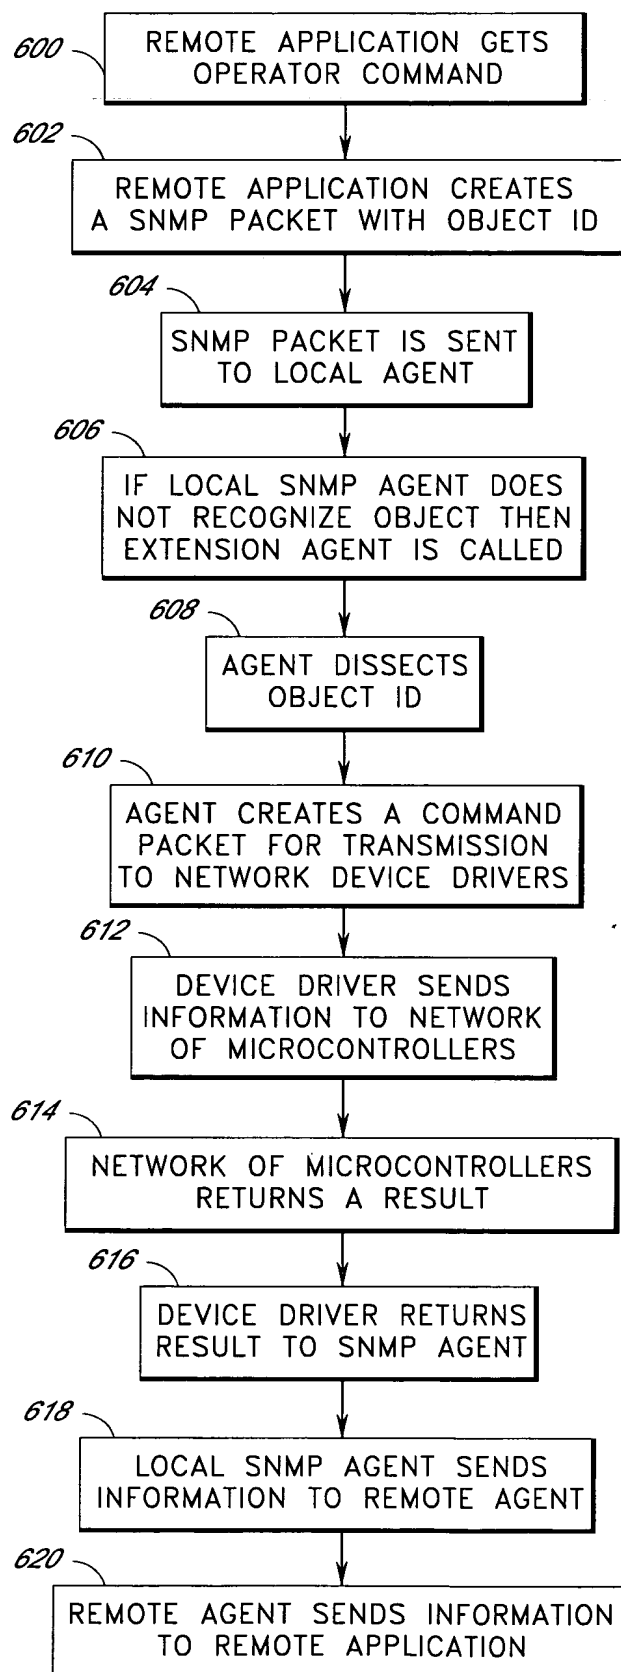 600
REMOTE APPLICATION GETS
OPERATOR COMMAND
602
REMOTE APPLICATION CREATES
A SNMP PACKET WITH OBJECT ID
604
SNMP PACKET IS SENT
TO LOCAL AGENT
606
IF LOCAL SNMP AGENT DOES
NOT RECOGNIZE OBJECT THEN
EXTENSION AGENT IS CALLED
608
AGENT DISSECTS
OBJECT ID
610
AGENT CREATES A COMMAND
PACKET FOR TRANSMISSION
TO NETWORK DEVICE DRIVERS
612
DEVICE DRIVER SENDS
INFORMATION TO NETWORK
OF MICROCONTROLLERS
614
NETWORK OF MICROCONTROLLERS
RETURNS A RESULT
616
DEVICE DRIVER RETURNS
RESULT TO SNMP AGENT
618
LOCAL SNMP AGENT SENDS
INFORMATION TO REMOTE AGENT
620
REMOTE AGENT SENDS INFORMATION
TO REMOTE APPLICATION